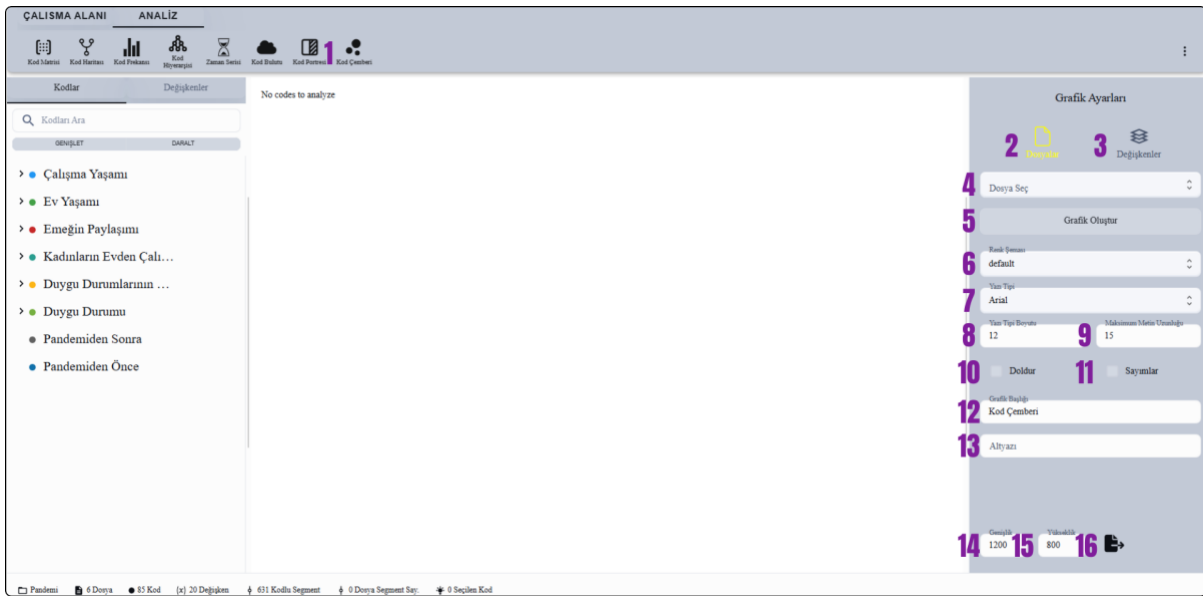 ÇALISMA ALANI ANALİZ
Kod Matrisi Kod Haritası Kod Frekansı Kod Hiyerarşisi Zaman Serisi Kod Bulutu Kod Portresi 1 Kod Çemberi
Kodlar Değişkenler
Kodları Ara
GENİŞLET DARALT
Çalışma Yaşamı
Ev Yaşamı
Emeğin Paylaşımı
Kadınların Evden Çalı...
Duygu Durumlarının ...
Duygu Durumu
Pandemiden Sonra
Pandemiden Önce
No codes to analyze
Grafik Ayarları
2 Dosyalar 3 Değişkenler
4 Dosya Seç
5 Grafik Oluştur
Renk Şeması
6 default
Yazı Tipi
7 Arial
Yazı Tipi Boyutu Maksimum Metin Uzunluğu
8 12 9 15
10 Doldur 11 Sayımlar
Grafik Başlığı
12 Kod Çemberi
13 Altyazı
Genişlik Yükseklik
14 1200 15 800 16
Pandemi 6 Dosya 85 Kod {x} 20 Değişken 631 Kodlu Segment 0 Dosya Segment Say. 0 Seçilen Kod